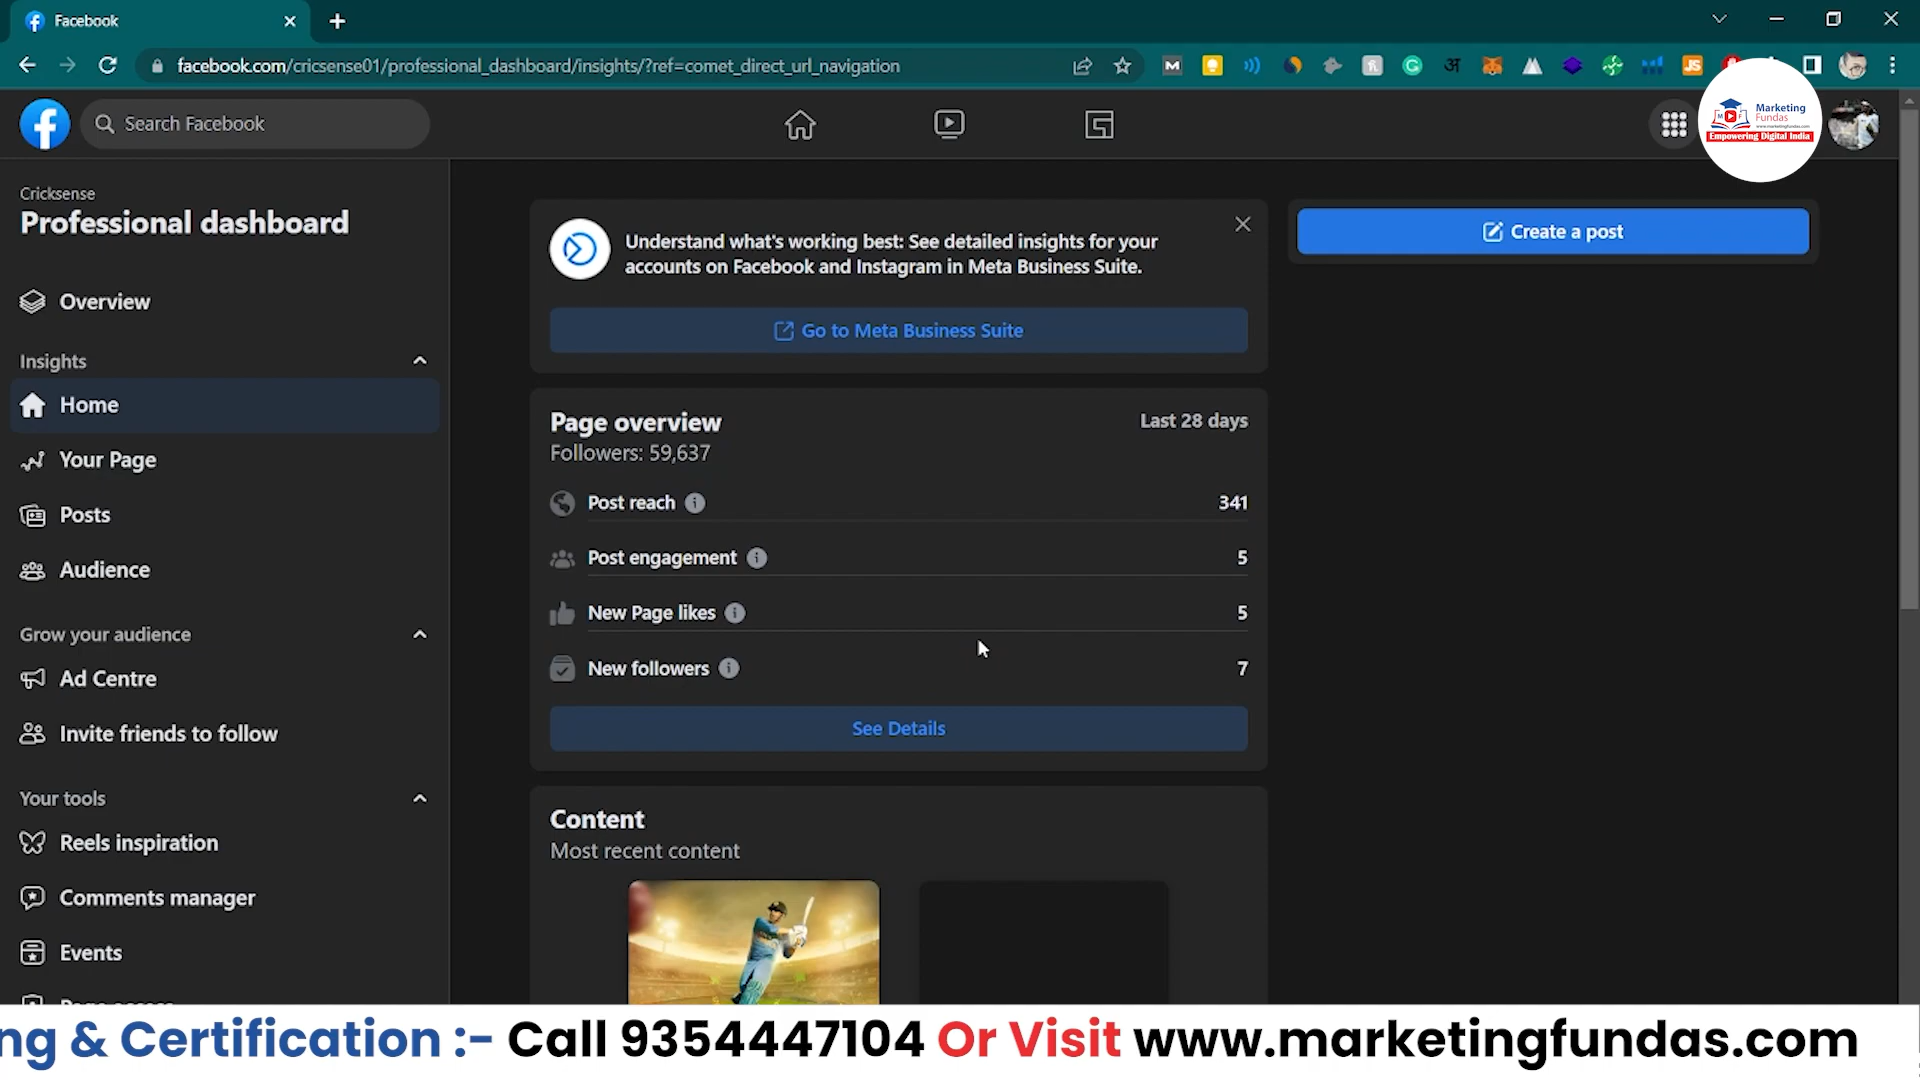 Facebook
facebook.com/cricsense01/professional_dashboard/insights/?ref=comet_direct_url_navigation
Search Facebook
Marketing
Fundas
www.marketingfundas.com
Empowering Digital India
Cricksense
Professional dashboard
Overview
Insights
Home
Your Page
Posts
Audience
Grow your audience
Ad Centre
Invite friends to follow
Your tools
Reels inspiration
Comments manager
Events
Understand what's working best: See detailed insights for your
accounts on Facebook and Instagram in Meta Business Suite.
Go to Meta Business Suite
Create a post
Page overview
Last 28 days
Followers: 59,637
Post reach 341
Post engagement 5
New Page likes 5
New followers 7
See Details
Content
Most recent content
ng & Certification :- Call 9354447104 Or Visit www.marketingfundas.com